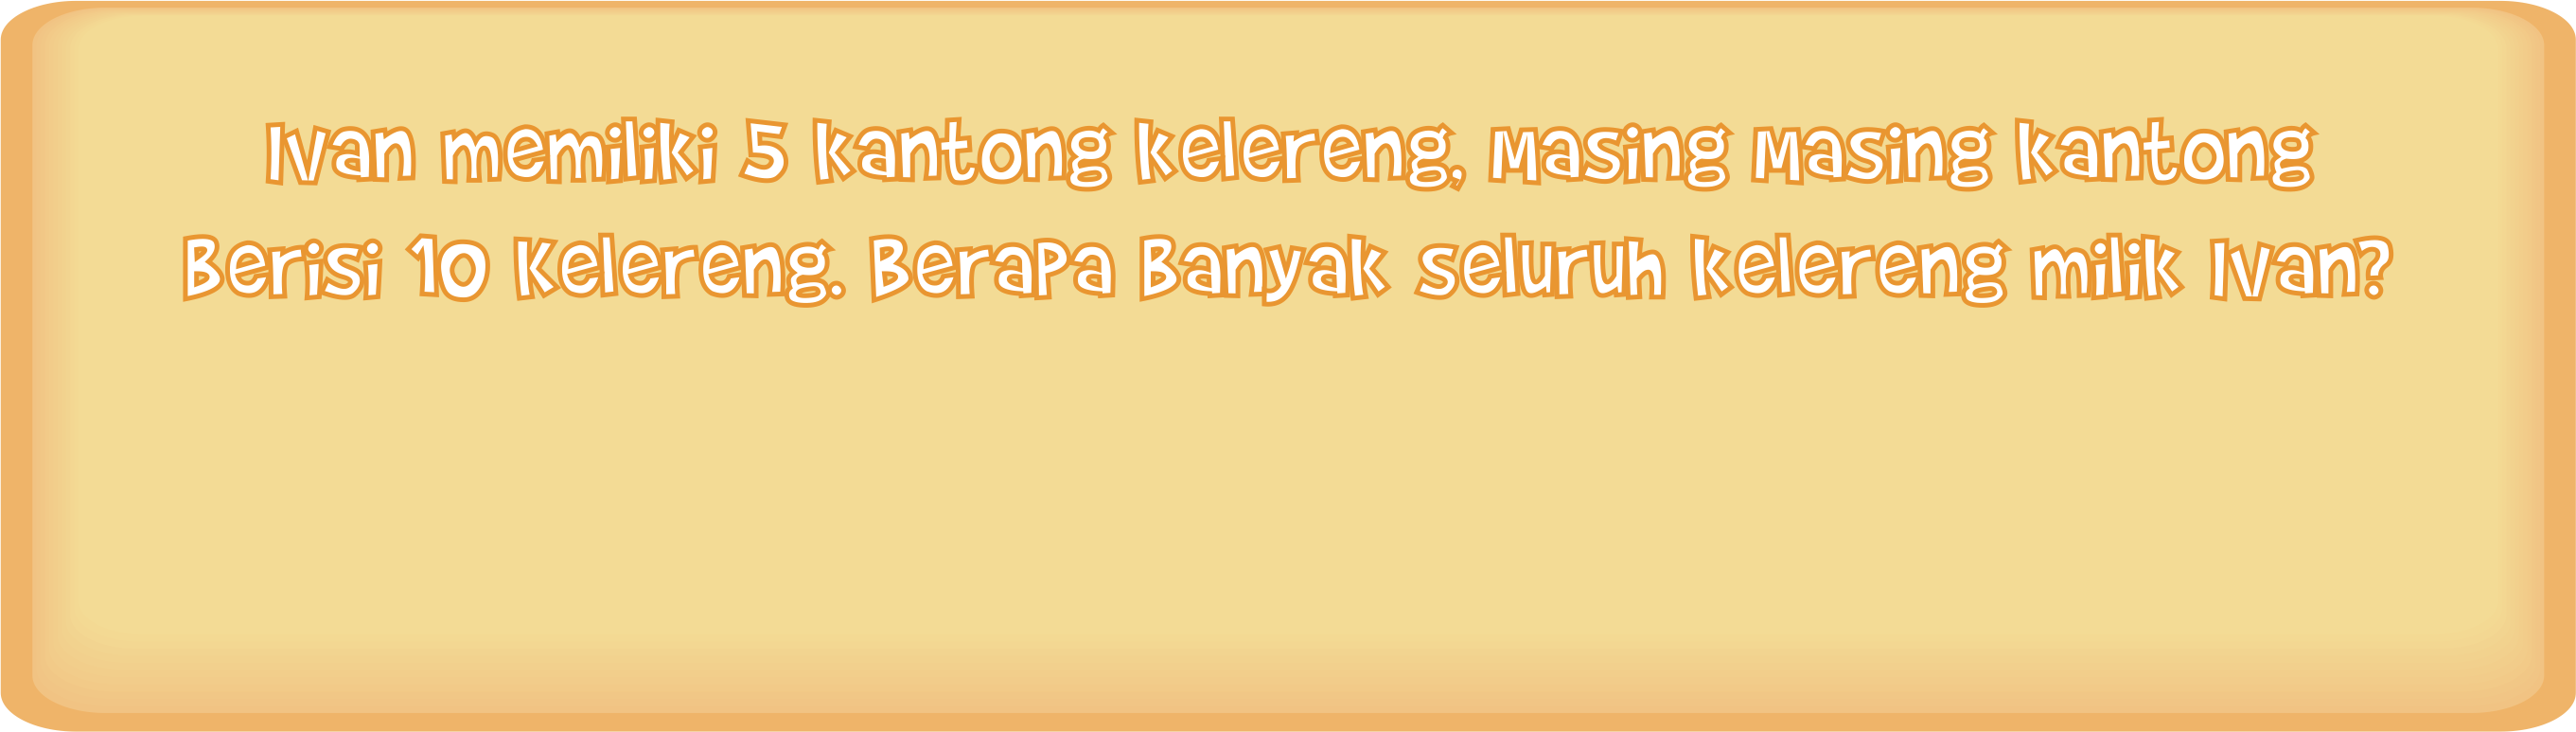 Ivan memiliki 5 kantong kelereng, Masing Masing kantong
Berisi 10 Kelereng. Berapa Banyak seluruh kelereng milik Ivan?